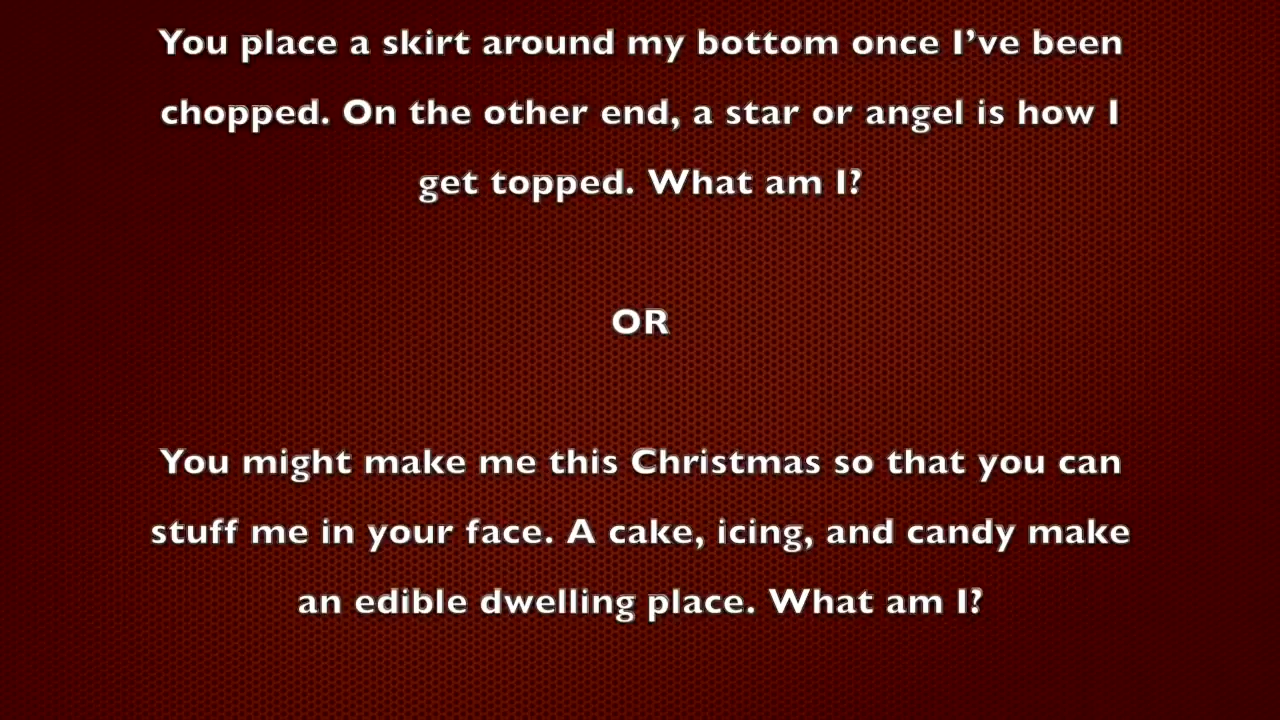 You place a skirt around my bottom once I’ve been
chopped. On the other end, a star or angel is how I
get topped. What am I?
OR
You might make me this Christmas so that you can
stuff me in your face. A cake, icing, and candy make
an edible dwelling place. What am I?